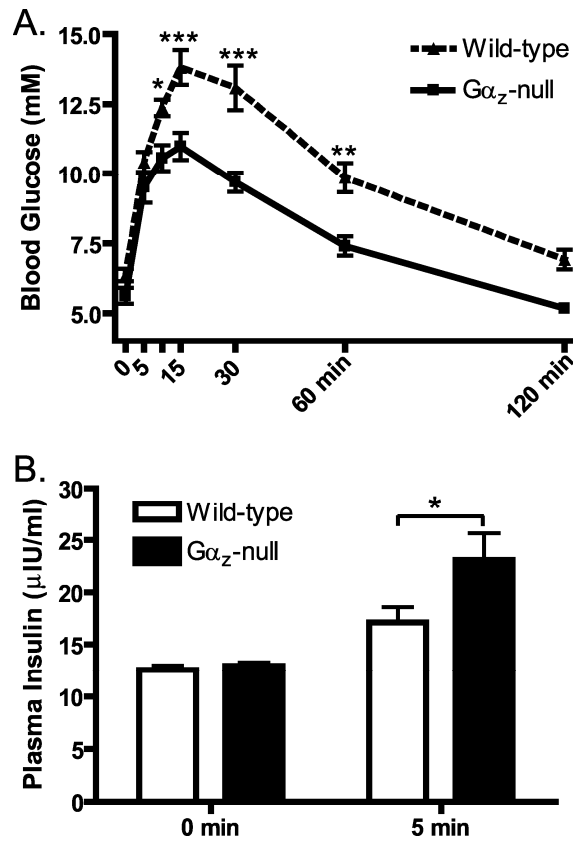 A.
15.0
12.5
10.0
7.5
5.0
Blood Glucose (mM)
*
***
***
**
Wild-type
Gαz-null
0
5
15
30
60 min
120 min
B.
30
25
20
15
10
5
0
Plasma Insulin (μIU/ml)
Wild-type
Gαz-null
*
0 min
5 min